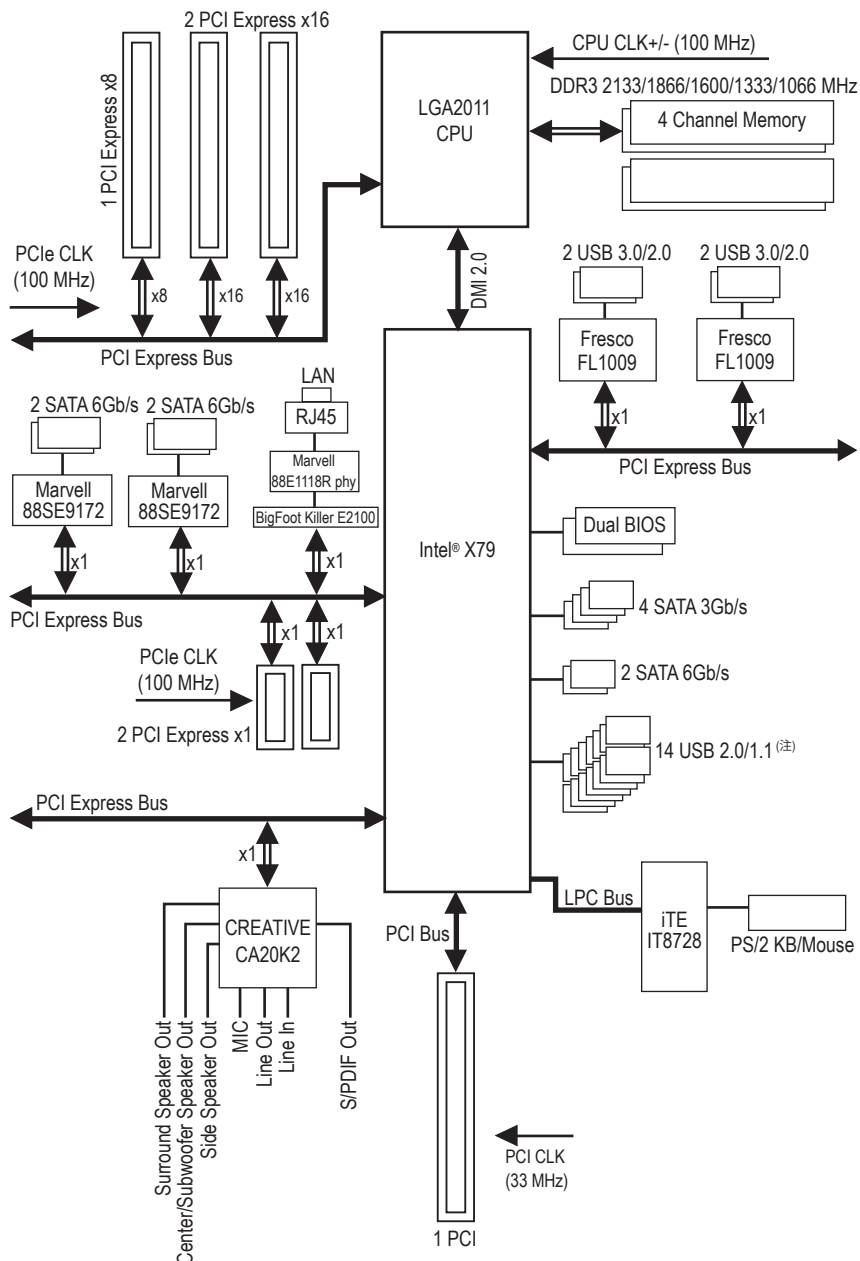 2 PCI Express x16
1 PCI Express x8
CPU CLK+/- (100 MHz)
LGA2011
CPU
DDR3 2133/1866/1600/1333/1066 MHz
4 Channel Memory
PCIe CLK
(100 MHz)
x8
x16
x16
PCI Express Bus
DMI 2.0
2 USB 3.0/2.0
2 USB 3.0/2.0
Fresco
FL1009
Fresco
FL1009
x1
x1
PCI Express Bus
LAN
RJ45
2 SATA 6Gb/s
2 SATA 6Gb/s
Marvell
88E1118R phy
Marvell
88SE9172
Marvell
88SE9172
BigFoot Killer E2100
x1
x1
x1
PCI Express Bus
Intel® X79
Dual BIOS
4 SATA 3Gb/s
2 SATA 6Gb/s
14 USB 2.0/1.1 (注)
x1
x1
PCIe CLK
(100 MHz)
2 PCI Express x1
PCI Express Bus
x1
CREATIVE
CA20K2
Surround Speaker Out
Center/Subwoofer Speaker Out
Side Speaker Out
MIC
Line Out
Line In
S/PDIF Out
PCI Bus
LPC Bus
iTE
IT8728
PS/2 KB/Mouse
PCI CLK
(33 MHz)
1 PCI